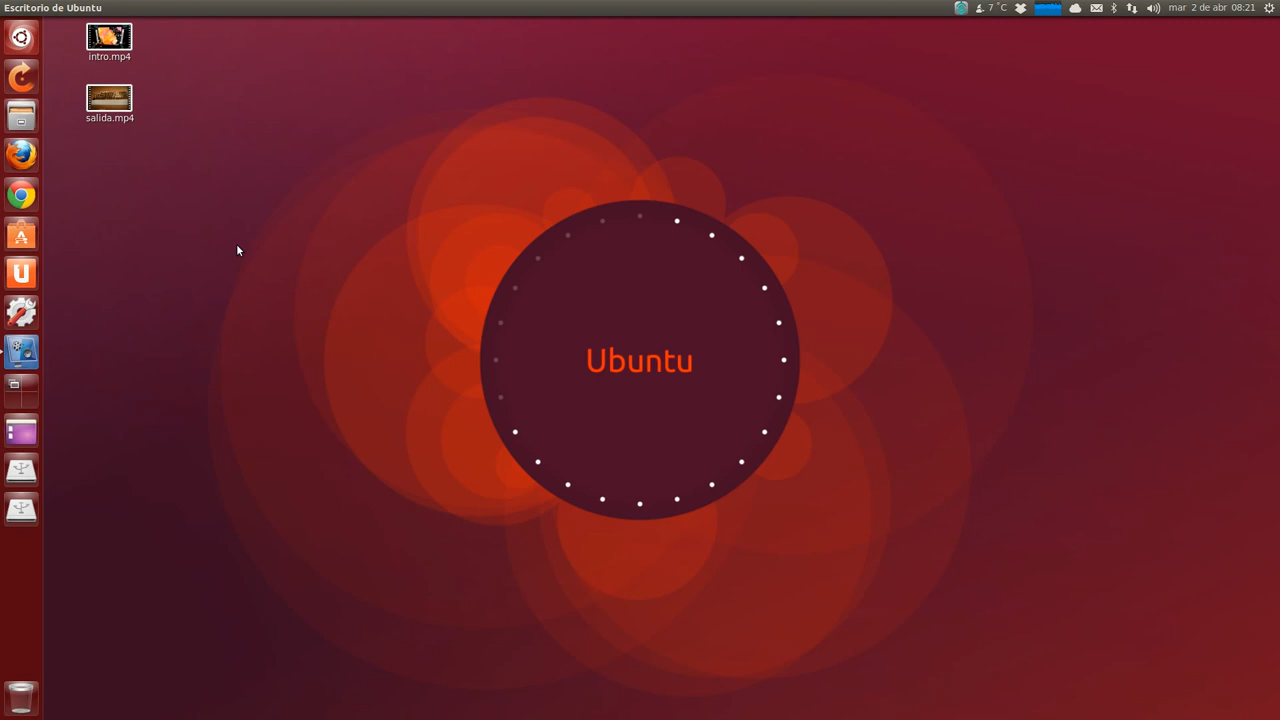 Escritorio de Ubuntu
7 °C
mar 2 de abr 08:21
intro.mp4
salida.mp4
Ubuntu